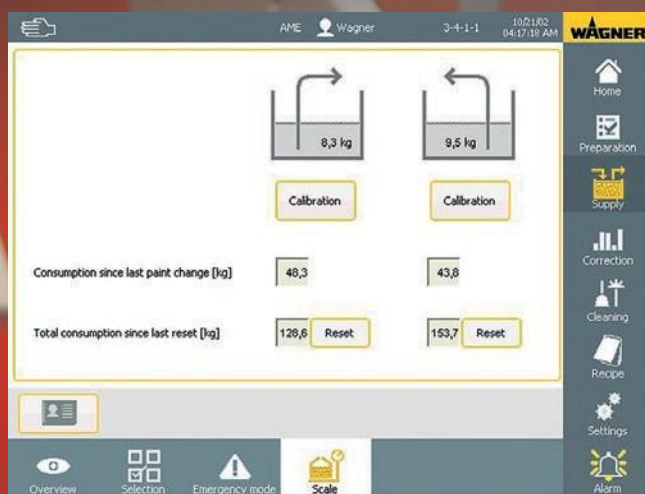 AME Wagner 3-4-1-1 10/21/02
04:17:18 AM
WAGNER
8,3 kg 9,5 kg
Calibration Calibration
Consumption since last paint change [kg] 48,3 43,8
Total consumption since last reset [kg] 128,6 Reset 153,7 Reset
Home
Preparation
Supply
Correction
Cleaning
Recipe
Settings
Alarm
Overview Selection Emergency mode Scale